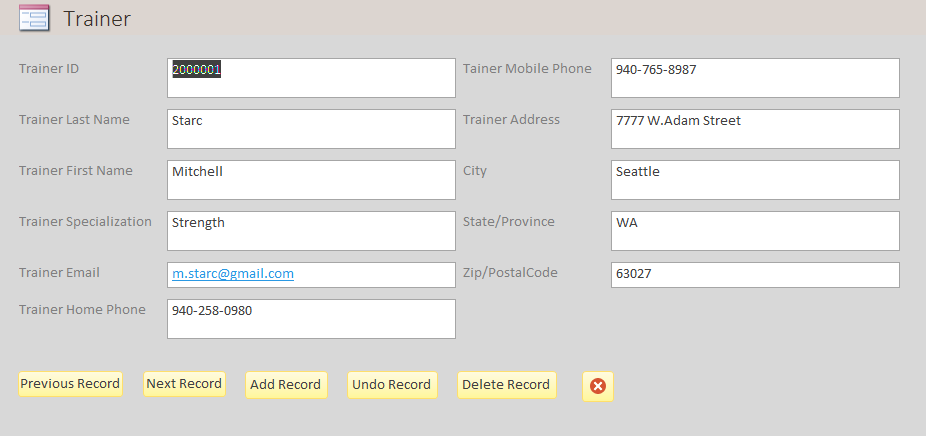 Trainer
Trainer ID 2000001 Tainer Mobile Phone 940-765-8987
Trainer Last Name Starc Trainer Address 7777 W.Adam Street
Trainer First Name Mitchell City Seattle
Trainer Specialization Strength State/Province WA
Trainer Email m.starc@gmail.com Zip/PostalCode 63027
Trainer Home Phone 940-258-0980
Previous Record Next Record Add Record Undo Record Delete Record